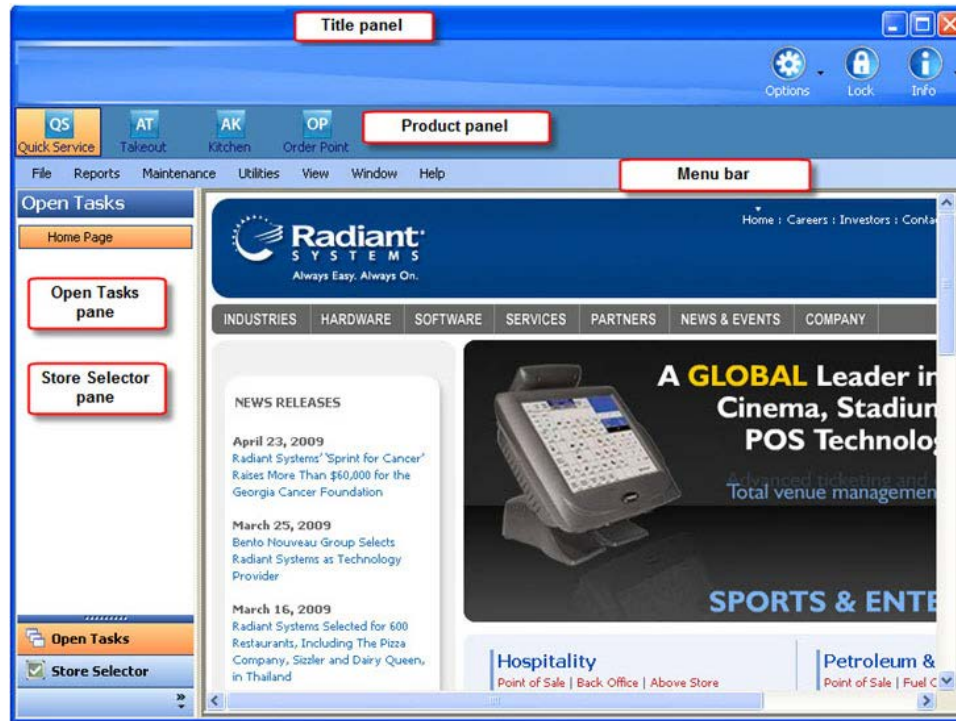 Title panel
Options
Lock
Info
QS
AT
AK
OP
Product panel
Quick Service
Takeout
Kitchen
Order Point
File Reports Maintenance Utilities View Window Help
Menu bar
Open Tasks
Home Page
Open Tasks
pane
Store Selector
pane
Open Tasks
Store Selector
Home : Careers : Investors : Conta
Radiant
SYSTEMS
Always Easy. Always On.
INDUSTRIES HARDWARE SOFTWARE SERVICES PARTNERS NEWS & EVENTS COMPANY
NEWS RELEASES
April 23, 2009
Radiant Systems' 'Sprint for Cancer'
Raises More Than $60,000 for the
Georgia Cancer Foundation
March 25, 2009
Bento Nouveau Group Selects
Radiant Systems as Technology
Provider
March 16, 2009
Radiant Systems Selected for 600
Restaurants, Including The Pizza
Company, Sizzler and Dairy Queen,
in Thailand
A GLOBAL Leader in
Cinema, Stadium
POS Technolog
Advanced ticketing and
Total venue management
SPORTS & ENTE
Hospitality
Point of Sale | Back Office | Above Store
Petroleum &
Point of Sale | Fuel C